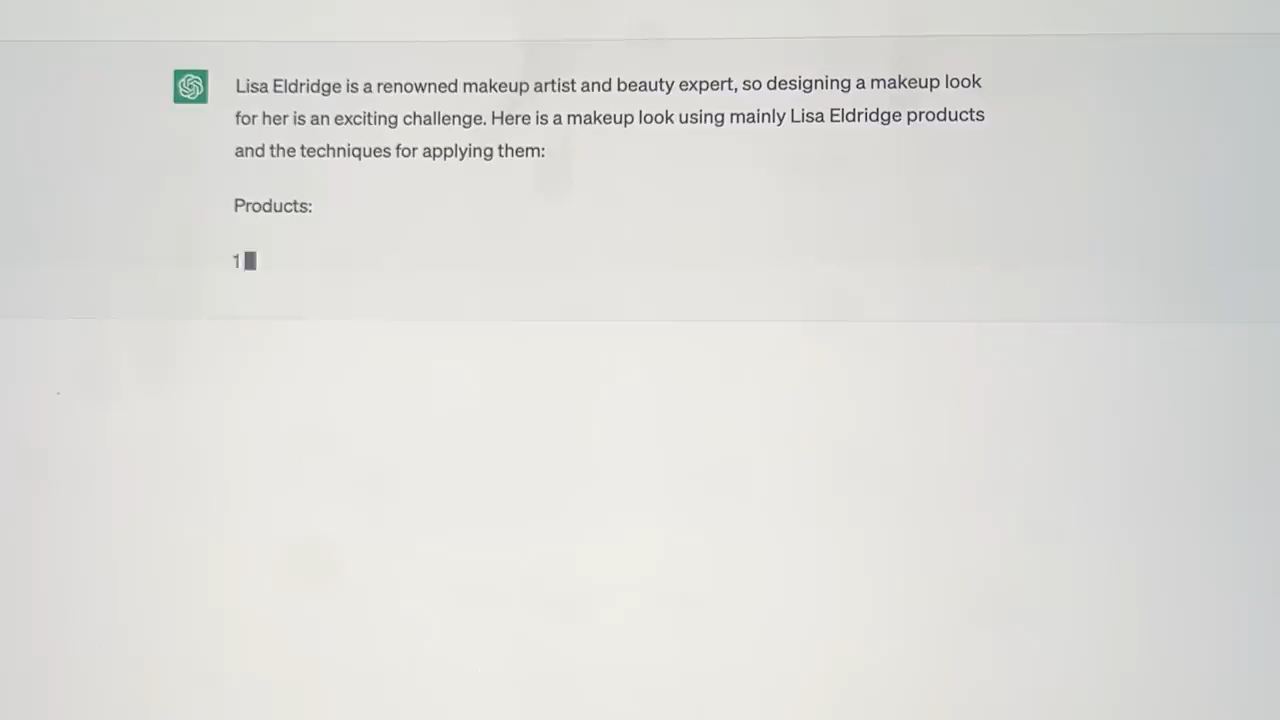 Lisa Eldridge is a renowned makeup artist and beauty expert, so designing a makeup look
for her is an exciting challenge. Here is a makeup look using mainly Lisa Eldridge products
and the techniques for applying them:
Products:
1